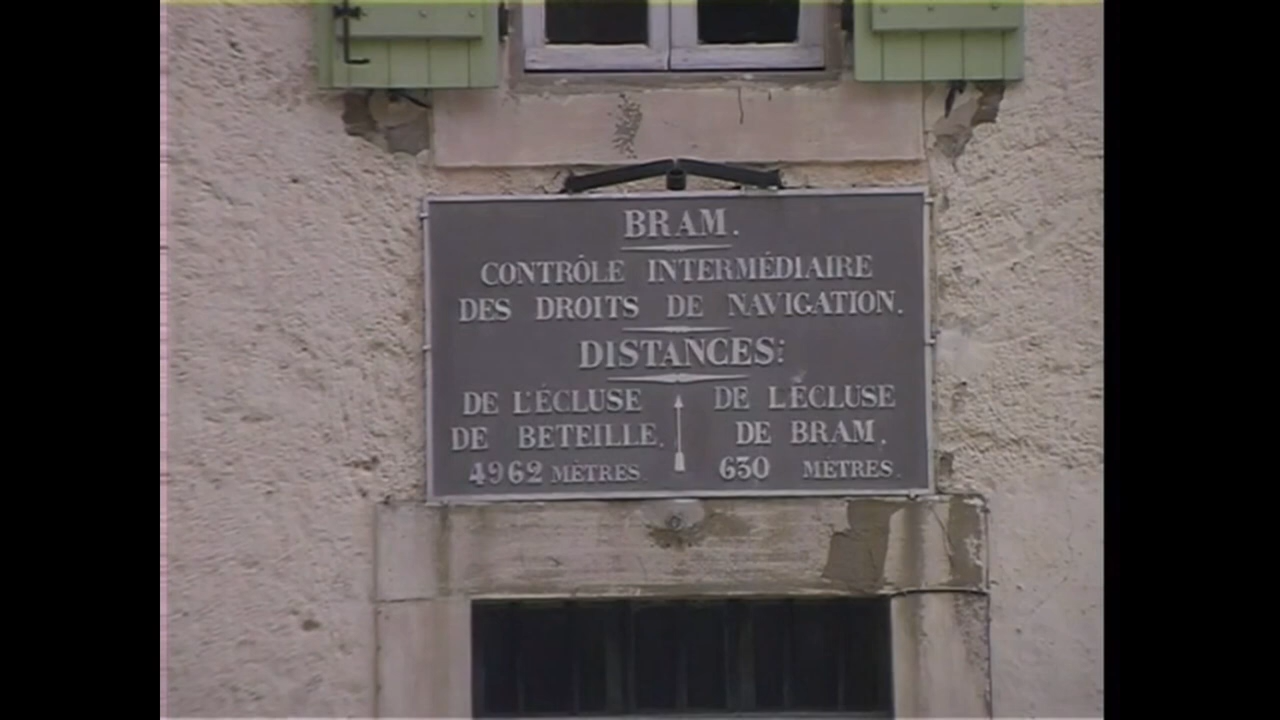 BRAM.
CONTRÔLE INTERMÉDIAIRE
DES DROITS DE NAVIGATION.
DISTANCES:
DE L'ÉCLUSE
DE BETEILLE.
4962 MÈTRES.
DE L'ÉCLUSE
DE BRAM.
630 MÈTRES.